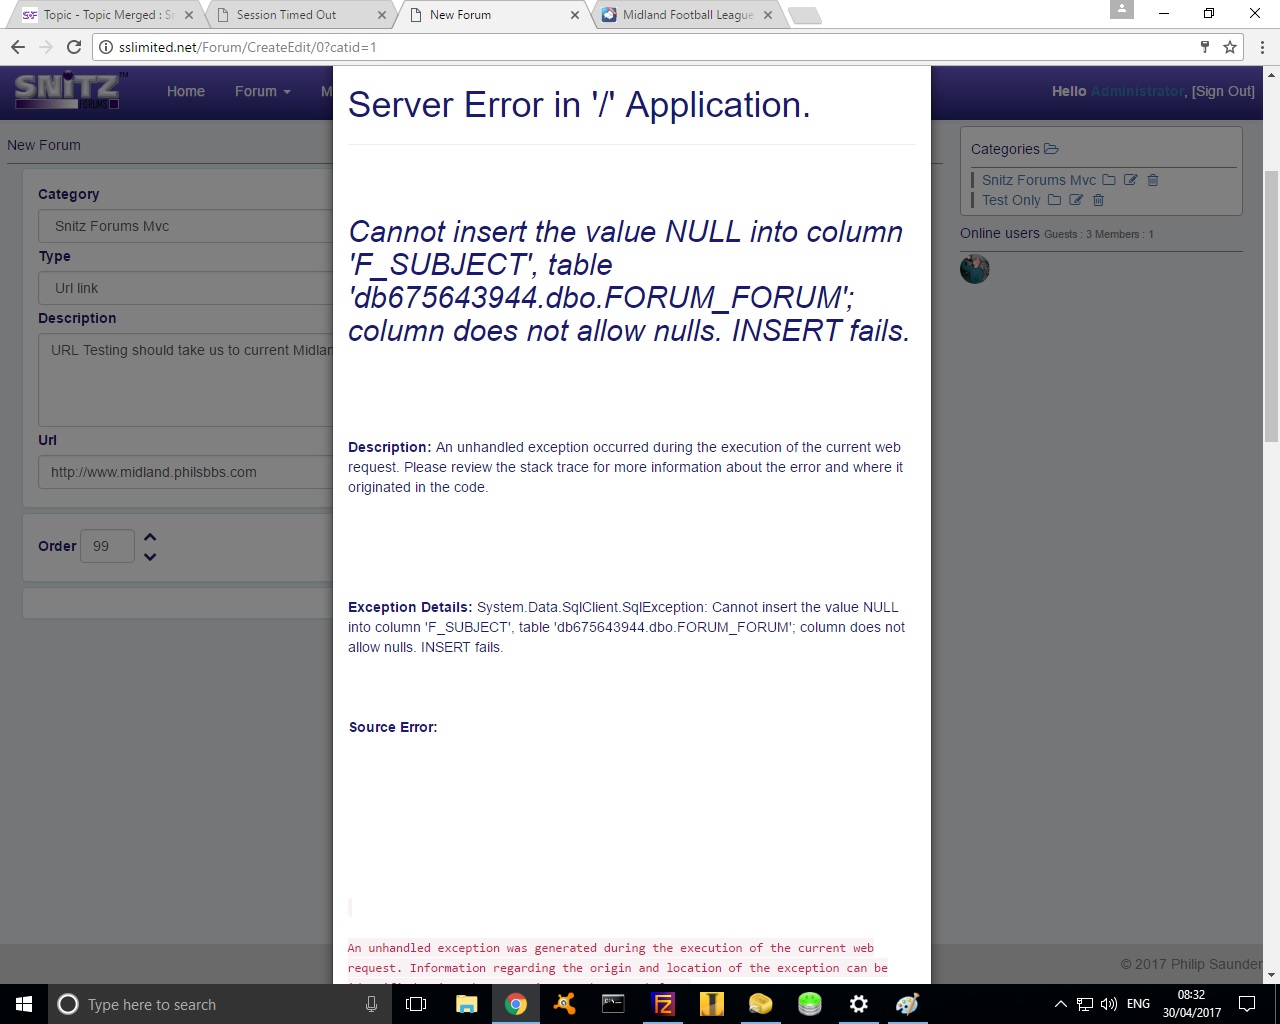 Topic - Topic Merged : Sn
Session Timed Out
New Forum
Midland Football League
sslimited.net/Forum/CreateEdit/0?catid=1
SNiTZ™
FORUMS
Home
Forum
M
Hello Administrator, [Sign Out]
New Forum
Category
Snitz Forums Mvc
Type
Url link
Description
URL Testing should take us to current Midlan
Url
http://www.midland.philsbbs.com
Order
99
Server Error in '/' Application.
Cannot insert the value NULL into column
'F_SUBJECT', table
'db675643944.dbo.FORUM_FORUM';
column does not allow nulls. INSERT fails.
Description: An unhandled exception occurred during the execution of the current web
request. Please review the stack trace for more information about the error and where it
originated in the code.
Exception Details: System.Data.SqlClient.SqlException: Cannot insert the value NULL
into column 'F_SUBJECT', table 'db675643944.dbo.FORUM_FORUM'; column does not
allow nulls. INSERT fails.
Source Error:
An unhandled exception was generated during the execution of the current web
request. Information regarding the origin and location of the exception can be
Categories
Snitz Forums Mvc
Test Only
Online users Guests : 3 Members : 1
© 2017 Philip Saunder
Type here to search
ENG
08:32
30/04/2017